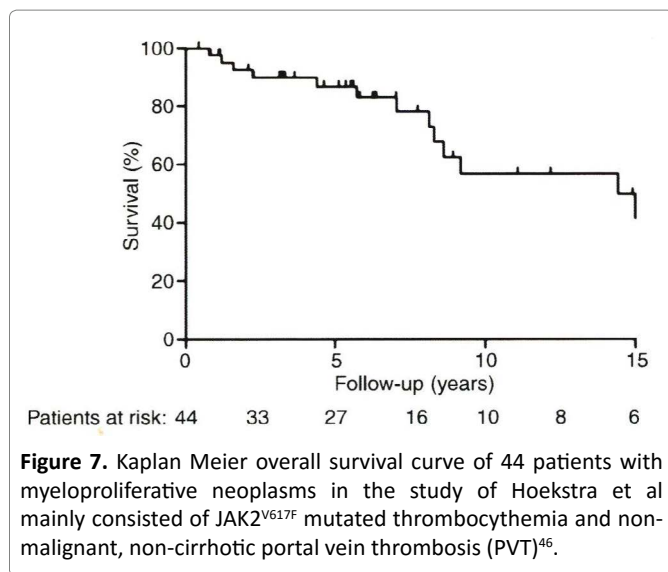 100
80
60
40
20
0
Survival (%)
0 5 10 15
Follow-up (years)
Patients at risk: 44 33 27 16 10 8 6
Figure 7. Kaplan Meier overall survival curve of 44 patients with
myeloproliferative neoplasms in the study of Hoekstra et al
mainly consisted of JAK2V617F mutated thrombocythemia and non-
malignant, non-cirrhotic portal vein thrombosis (PVT)46.